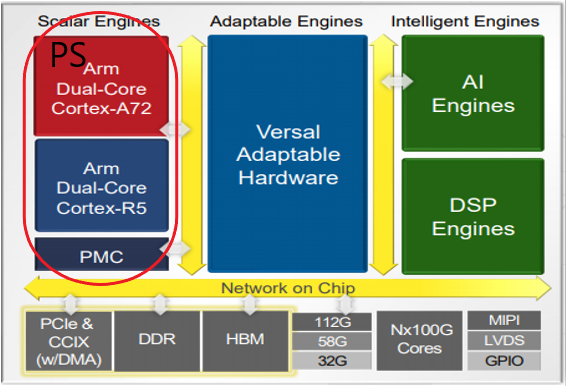 Scalar Engines
Adaptable Engines
Intelligent Engines
PS
Arm
Dual-Core
Cortex-A72
Arm
Dual-Core
Cortex-R5
PMC
Versal
Adaptable
Hardware
AI
Engines
DSP
Engines
Network on Chip
PCIe &
CCIX
(w/DMA)
DDR
HBM
112G
58G
32G
Nx100G
Cores
MIPI
LVDS
GPIO